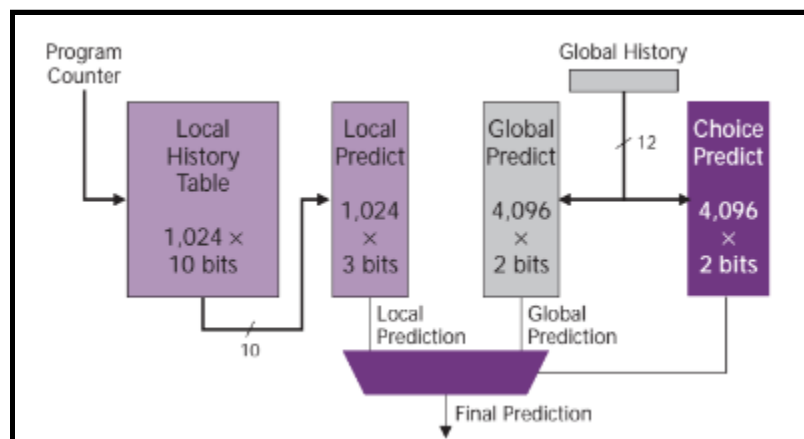 Program
Counter
Global History
Local
History
Table
1,024 ×
10 bits
Local
Predict
1,024
×
3 bits
Global
Predict
4,096
×
2 bits
12
Choice
Predict
4,096
×
2 bits
10
Local
Prediction
Global
Prediction
Final Prediction